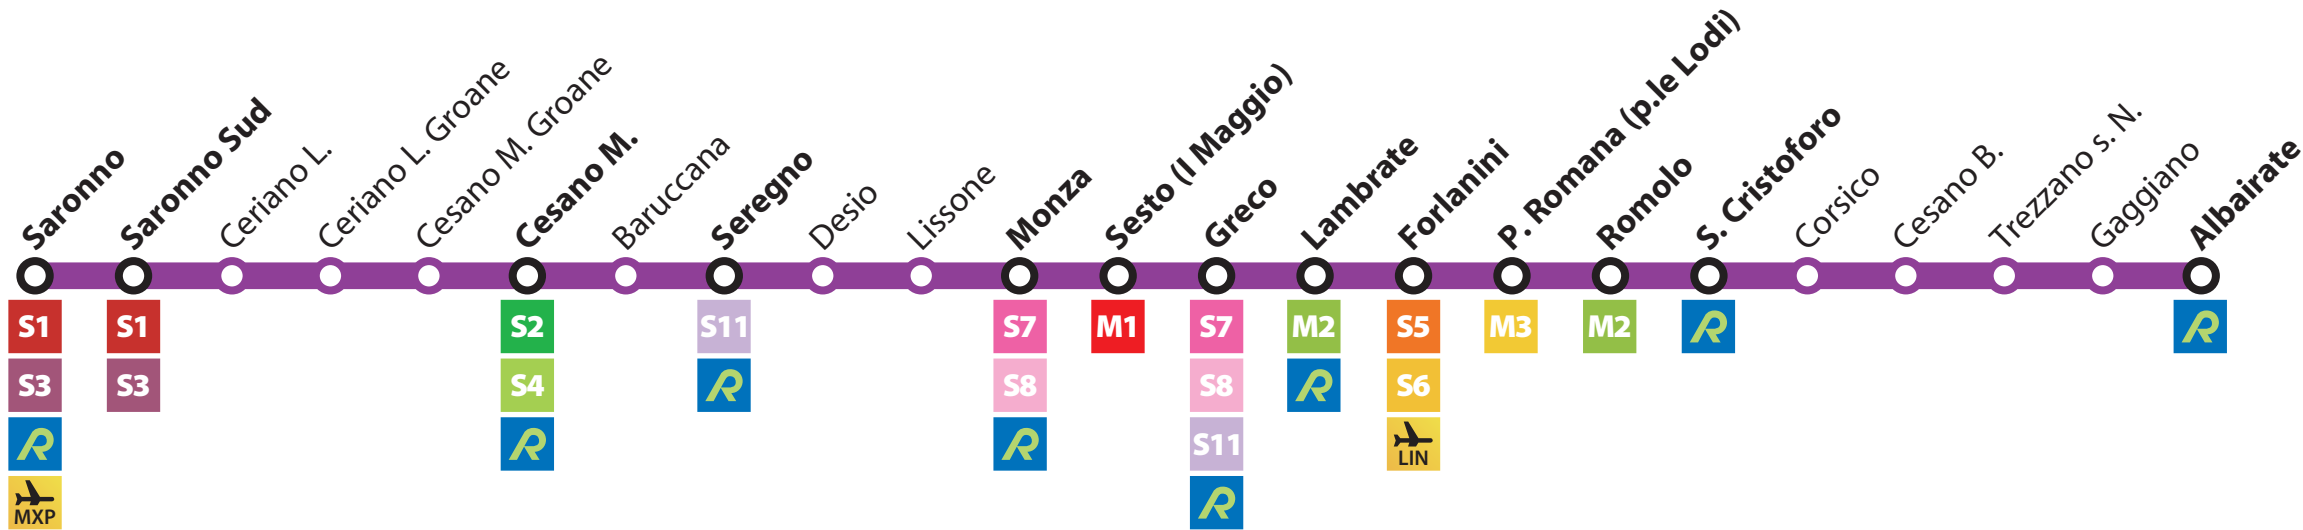 Saronno
Saronno Sud
Ceriano L.
Ceriano L. Groane
Cesano M. Groane
Cesano M.
Baruccana
Seregno
Desio
Lissone
Monza
Sesto (I Maggio)
Greco
Lambrate
Forlanini
P. Romana (p.le Lodi)
Romolo
S. Cristoforo
Corsico
Cesano B.
Trezzano s. N.
Gaggiano
Albairate
S1
S3
R
MXP
S1
S3
S2
S4
R
S11
R
S7
S8
R
M1
S7
S8
S11
R
M2
R
S5
S6
LIN
M3
M2
R
R